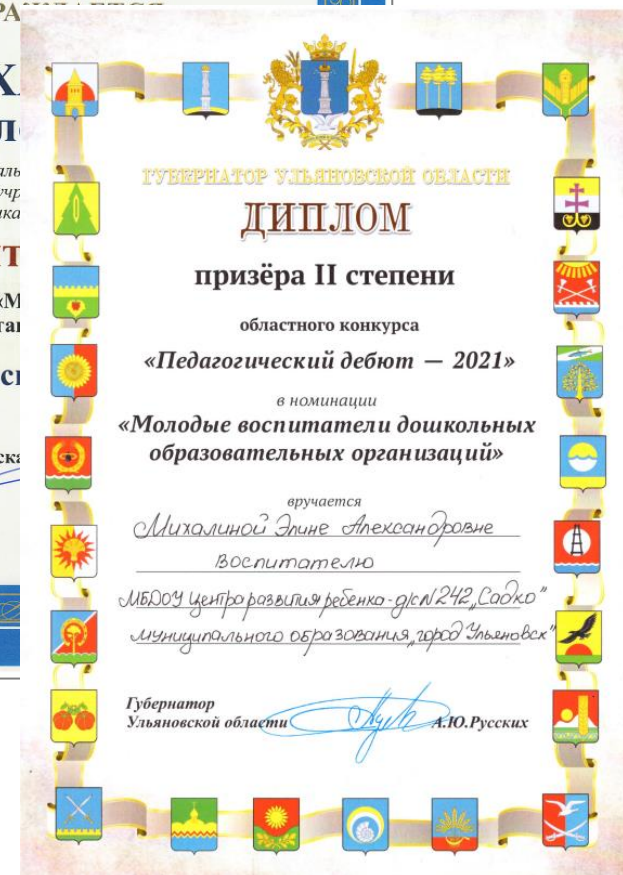 ГУБЕРНАТОР УЛЬЯНОВСКОЙ ОБЛАСТИ
ДИПЛОМ
призёра II степени
областного конкурса
«Педагогический дебют — 2021»
в номинации
«Молодые воспитатели дошкольных
образовательных организаций»
вручается
Михалиной Элине Александровне
Воспитателю
МБДОУ центра развития ребенка - д/с N242 „Садко"
муниципального образования „город Ульяновск"
Губернатор
Ульяновской области А.Ю.Русских